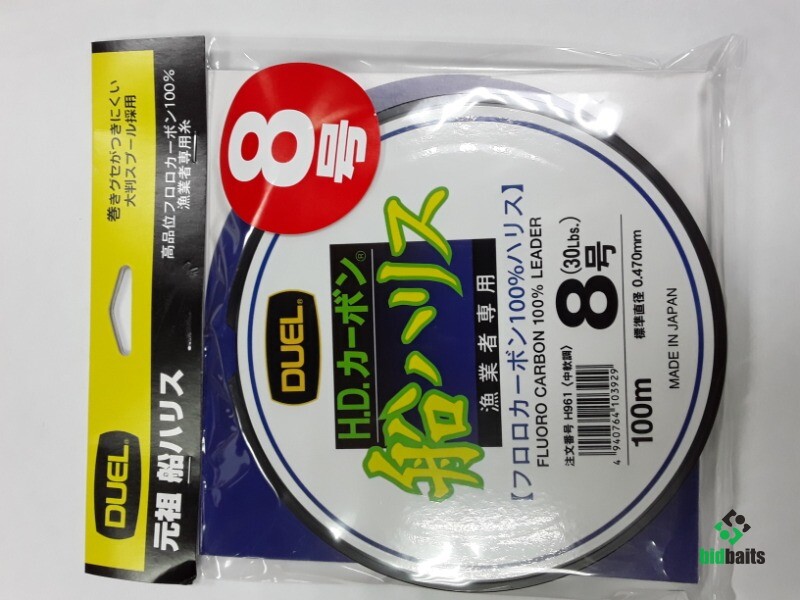 DUEL®
元祖 船ハリス
巻きグセがつきにくい
大判スプール採用
高品位フロロカーボン100%
漁業者専用糸
8号
DUEL®
H.D.カーボン®
船ハリス
漁業者専用
【フロロカーボン100%ハリス】
FLUORO CARBON 100% LEADER
注文番号 H961〈中軟調〉
4 940764 103929
8号
(30Lbs.)
100m
標準直径 0.470mm
MADE IN JAPAN
bidbaits